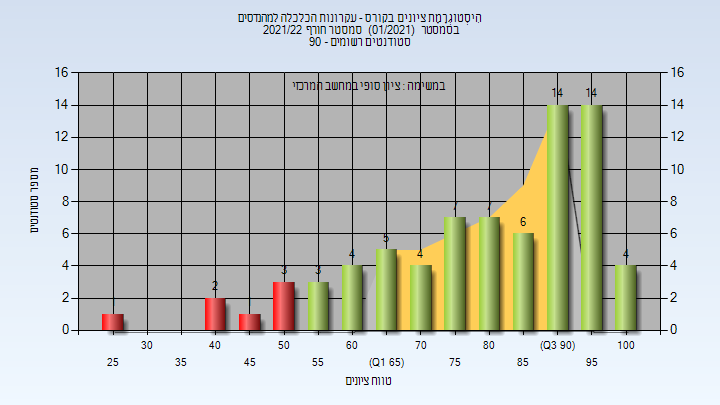 הִיסְטוֹגְרַמַת ציונים בקורס - עקרונות הכלכלה למהנדסים
בסמסטר (01/2021) סמסטר חורף 2021/22
סטודנטים רשומים - 90
במשימה : ציון סופי במחשב המרכזי
16 16
14 14
12 12
10 10
8 8
6 6
4 4
2 2
0 0
2 3 3 4 5 4 7 7 6 14 14 4
מספר סטודנטים
30 40 50 60 70 80 (Q3 90) 100
25 35 45 55 (Q1 65) 75 85 95
טווח ציונים